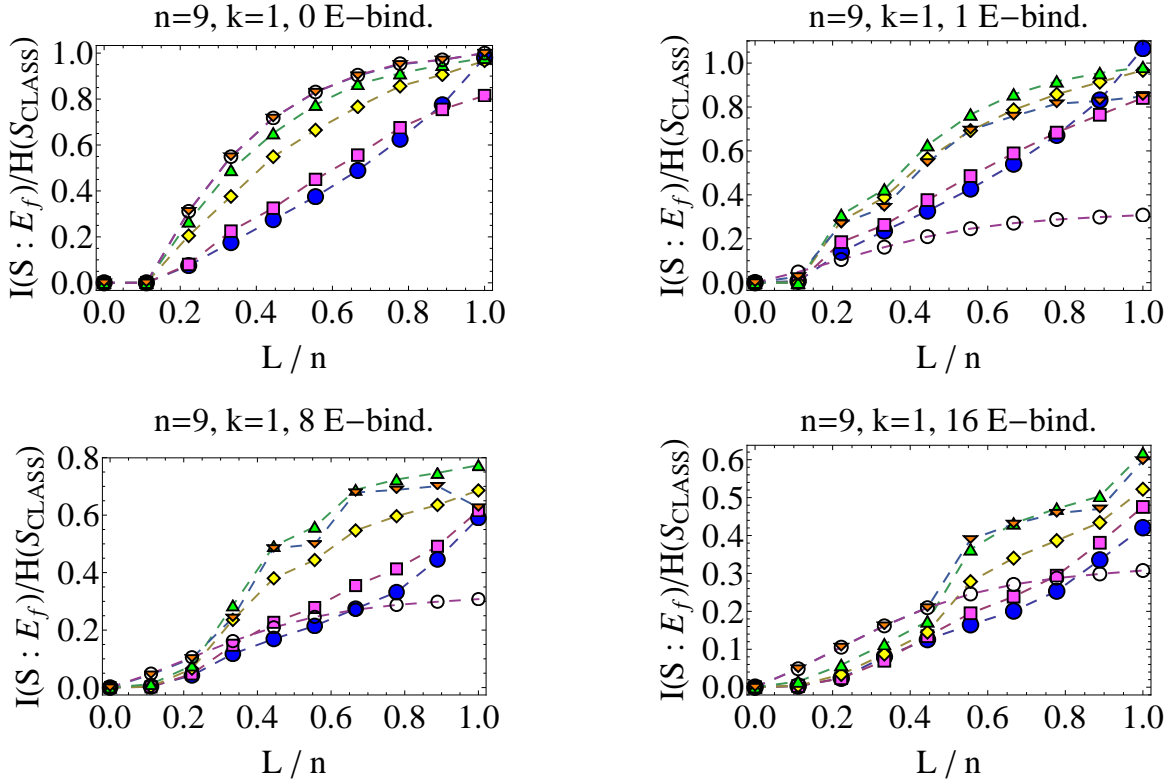 n=9, k=1, 0 E−bind.
I(S : E_f)/H(S_CLASS)
1.0
0.8
0.6
0.4
0.2
0.0
0.0 0.2 0.4 0.6 0.8 1.0
L / n
n=9, k=1, 1 E−bind.
I(S : E_f)/H(S_CLASS)
1.0
0.8
0.6
0.4
0.2
0.0
0.0 0.2 0.4 0.6 0.8 1.0
L / n
n=9, k=1, 8 E−bind.
I(S : E_f)/H(S_CLASS)
0.8
0.6
0.4
0.2
0.0
0.0 0.2 0.4 0.6 0.8 1.0
L / n
n=9, k=1, 16 E−bind.
I(S : E_f)/H(S_CLASS)
0.6
0.5
0.4
0.3
0.2
0.1
0.0
0.0 0.2 0.4 0.6 0.8 1.0
L / n